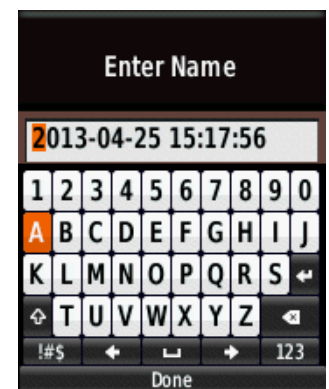 Enter Name
2013-04-25 15:17:56
1 2 3 4 5 6 7 8 9 0
A B C D E F G H I J
K L M N O P Q R S
T U V W X Y Z
!#$ 123
Done